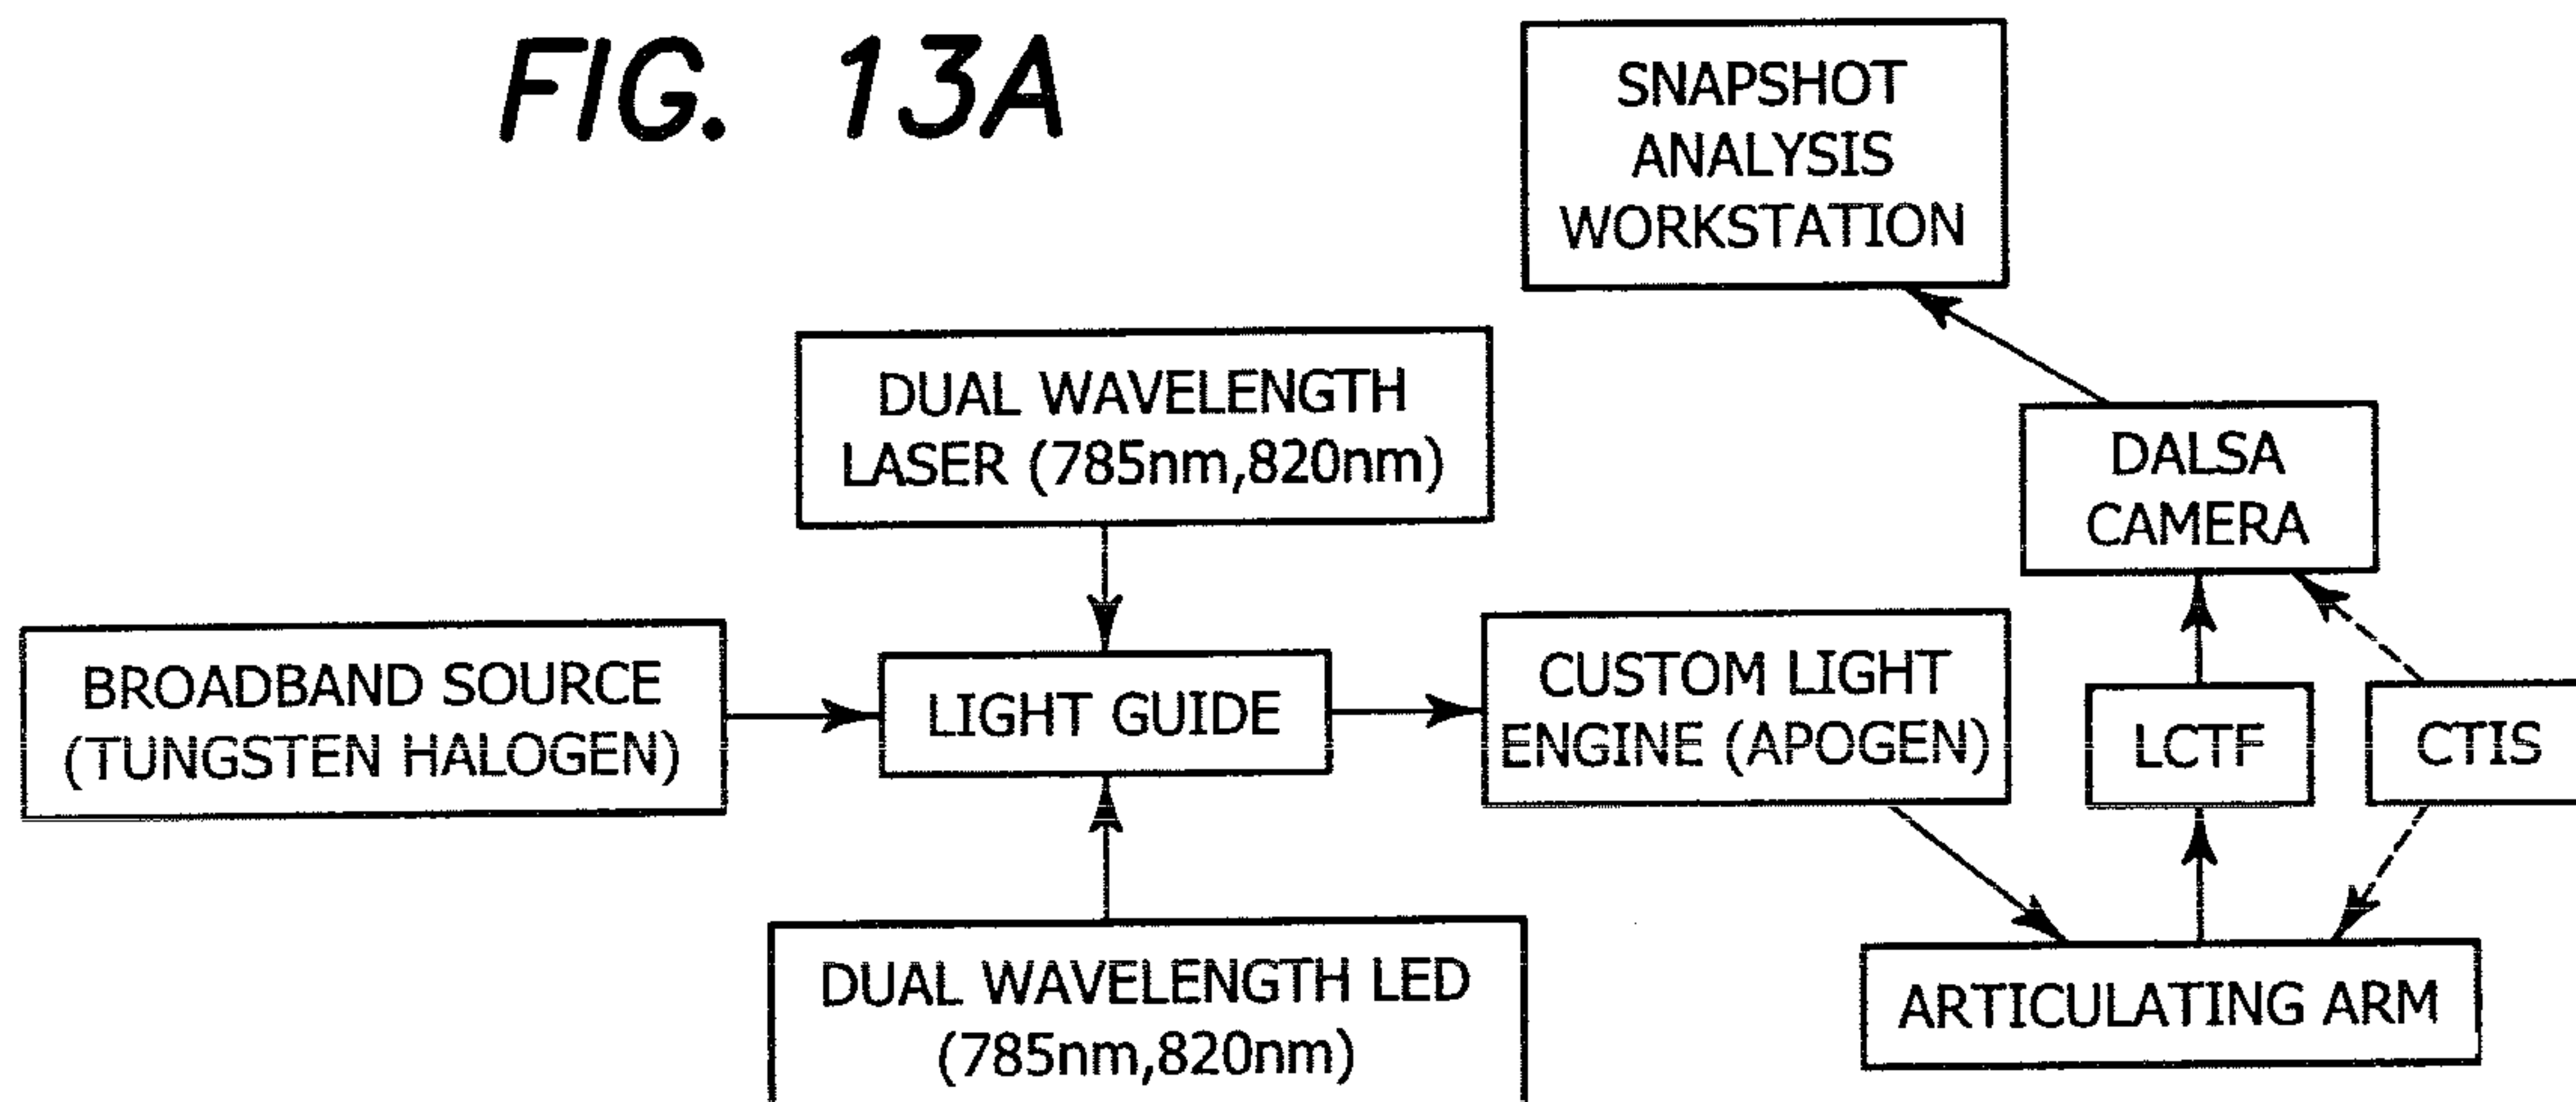 FIG. 13A
SNAPSHOT
ANALYSIS
WORKSTATION
DUAL WAVELENGTH
LASER (785nm,820nm)
DALSA
CAMERA
BROADBAND SOURCE
(TUNGSTEN HALOGEN)
LIGHT GUIDE
CUSTOM LIGHT
ENGINE (APOGEN)
LCTF
CTIS
DUAL WAVELENGTH LED
(785nm,820nm)
ARTICULATING ARM